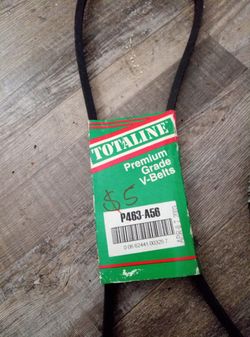 TOTALINE
Premium
Grade
V-Belts
$5
P463-A56